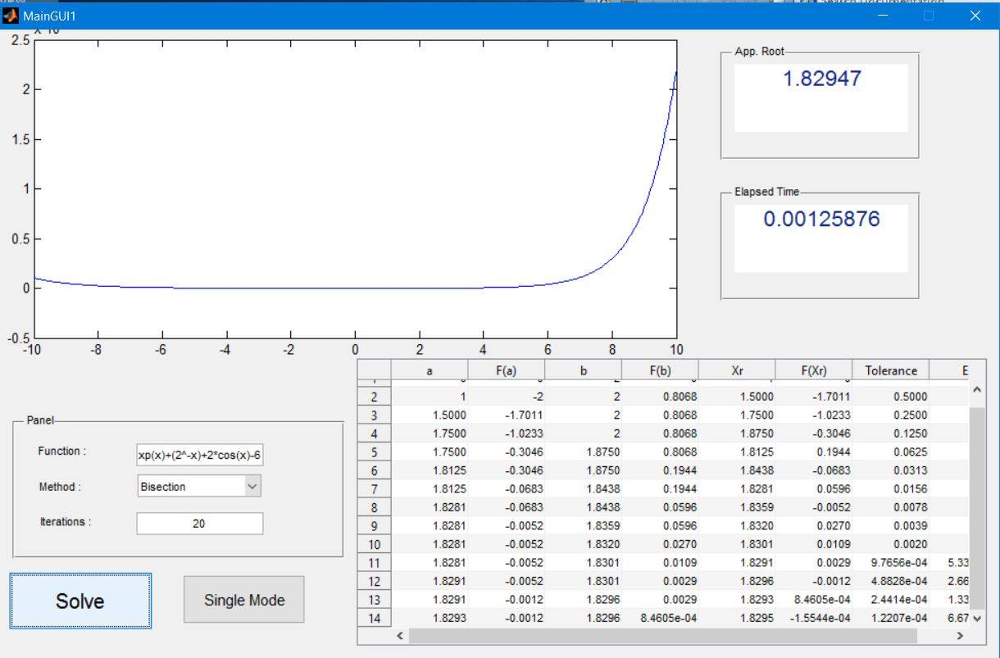 MainGUI1
2.5
2
1.5
1
0.5
0
-0.5
-10 -8 -6 -4 -2 0 2 4 6 8 10
App. Root
1.82947
Elapsed Time
0.00125876
Panel
Function :
xp(x)+(2^-x)+2*cos(x)-6
Method :
Bisection
Iterations :
20
Solve
Single Mode
a F(a) b F(b) Xr F(Xr) Tolerance E
2 1 -2 2 0.8068 1.5000 -1.7011 0.5000
3 1.5000 -1.7011 2 0.8068 1.7500 -1.0233 0.2500
4 1.7500 -1.0233 2 0.8068 1.8750 -0.3046 0.1250
5 1.7500 -0.3046 1.8750 0.8068 1.8125 0.1944 0.0625
6 1.8125 -0.3046 1.8750 0.1944 1.8438 -0.0683 0.0313
7 1.8125 -0.0683 1.8438 0.1944 1.8281 0.0596 0.0156
8 1.8281 -0.0683 1.8438 0.0596 1.8359 -0.0052 0.0078
9 1.8281 -0.0052 1.8359 0.0596 1.8320 0.0270 0.0039
10 1.8281 -0.0052 1.8320 0.0270 1.8301 0.0109 0.0020
11 1.8281 -0.0052 1.8301 0.0109 1.8291 0.0029 9.7656e-04 5.33
12 1.8291 -0.0052 1.8301 0.0029 1.8296 -0.0012 4.8828e-04 2.66
13 1.8291 -0.0012 1.8296 0.0029 1.8293 8.4605e-04 2.4414e-04 1.33
14 1.8293 -0.0012 1.8296 8.4605e-04 1.8295 -1.5544e-04 1.2207e-04 6.67